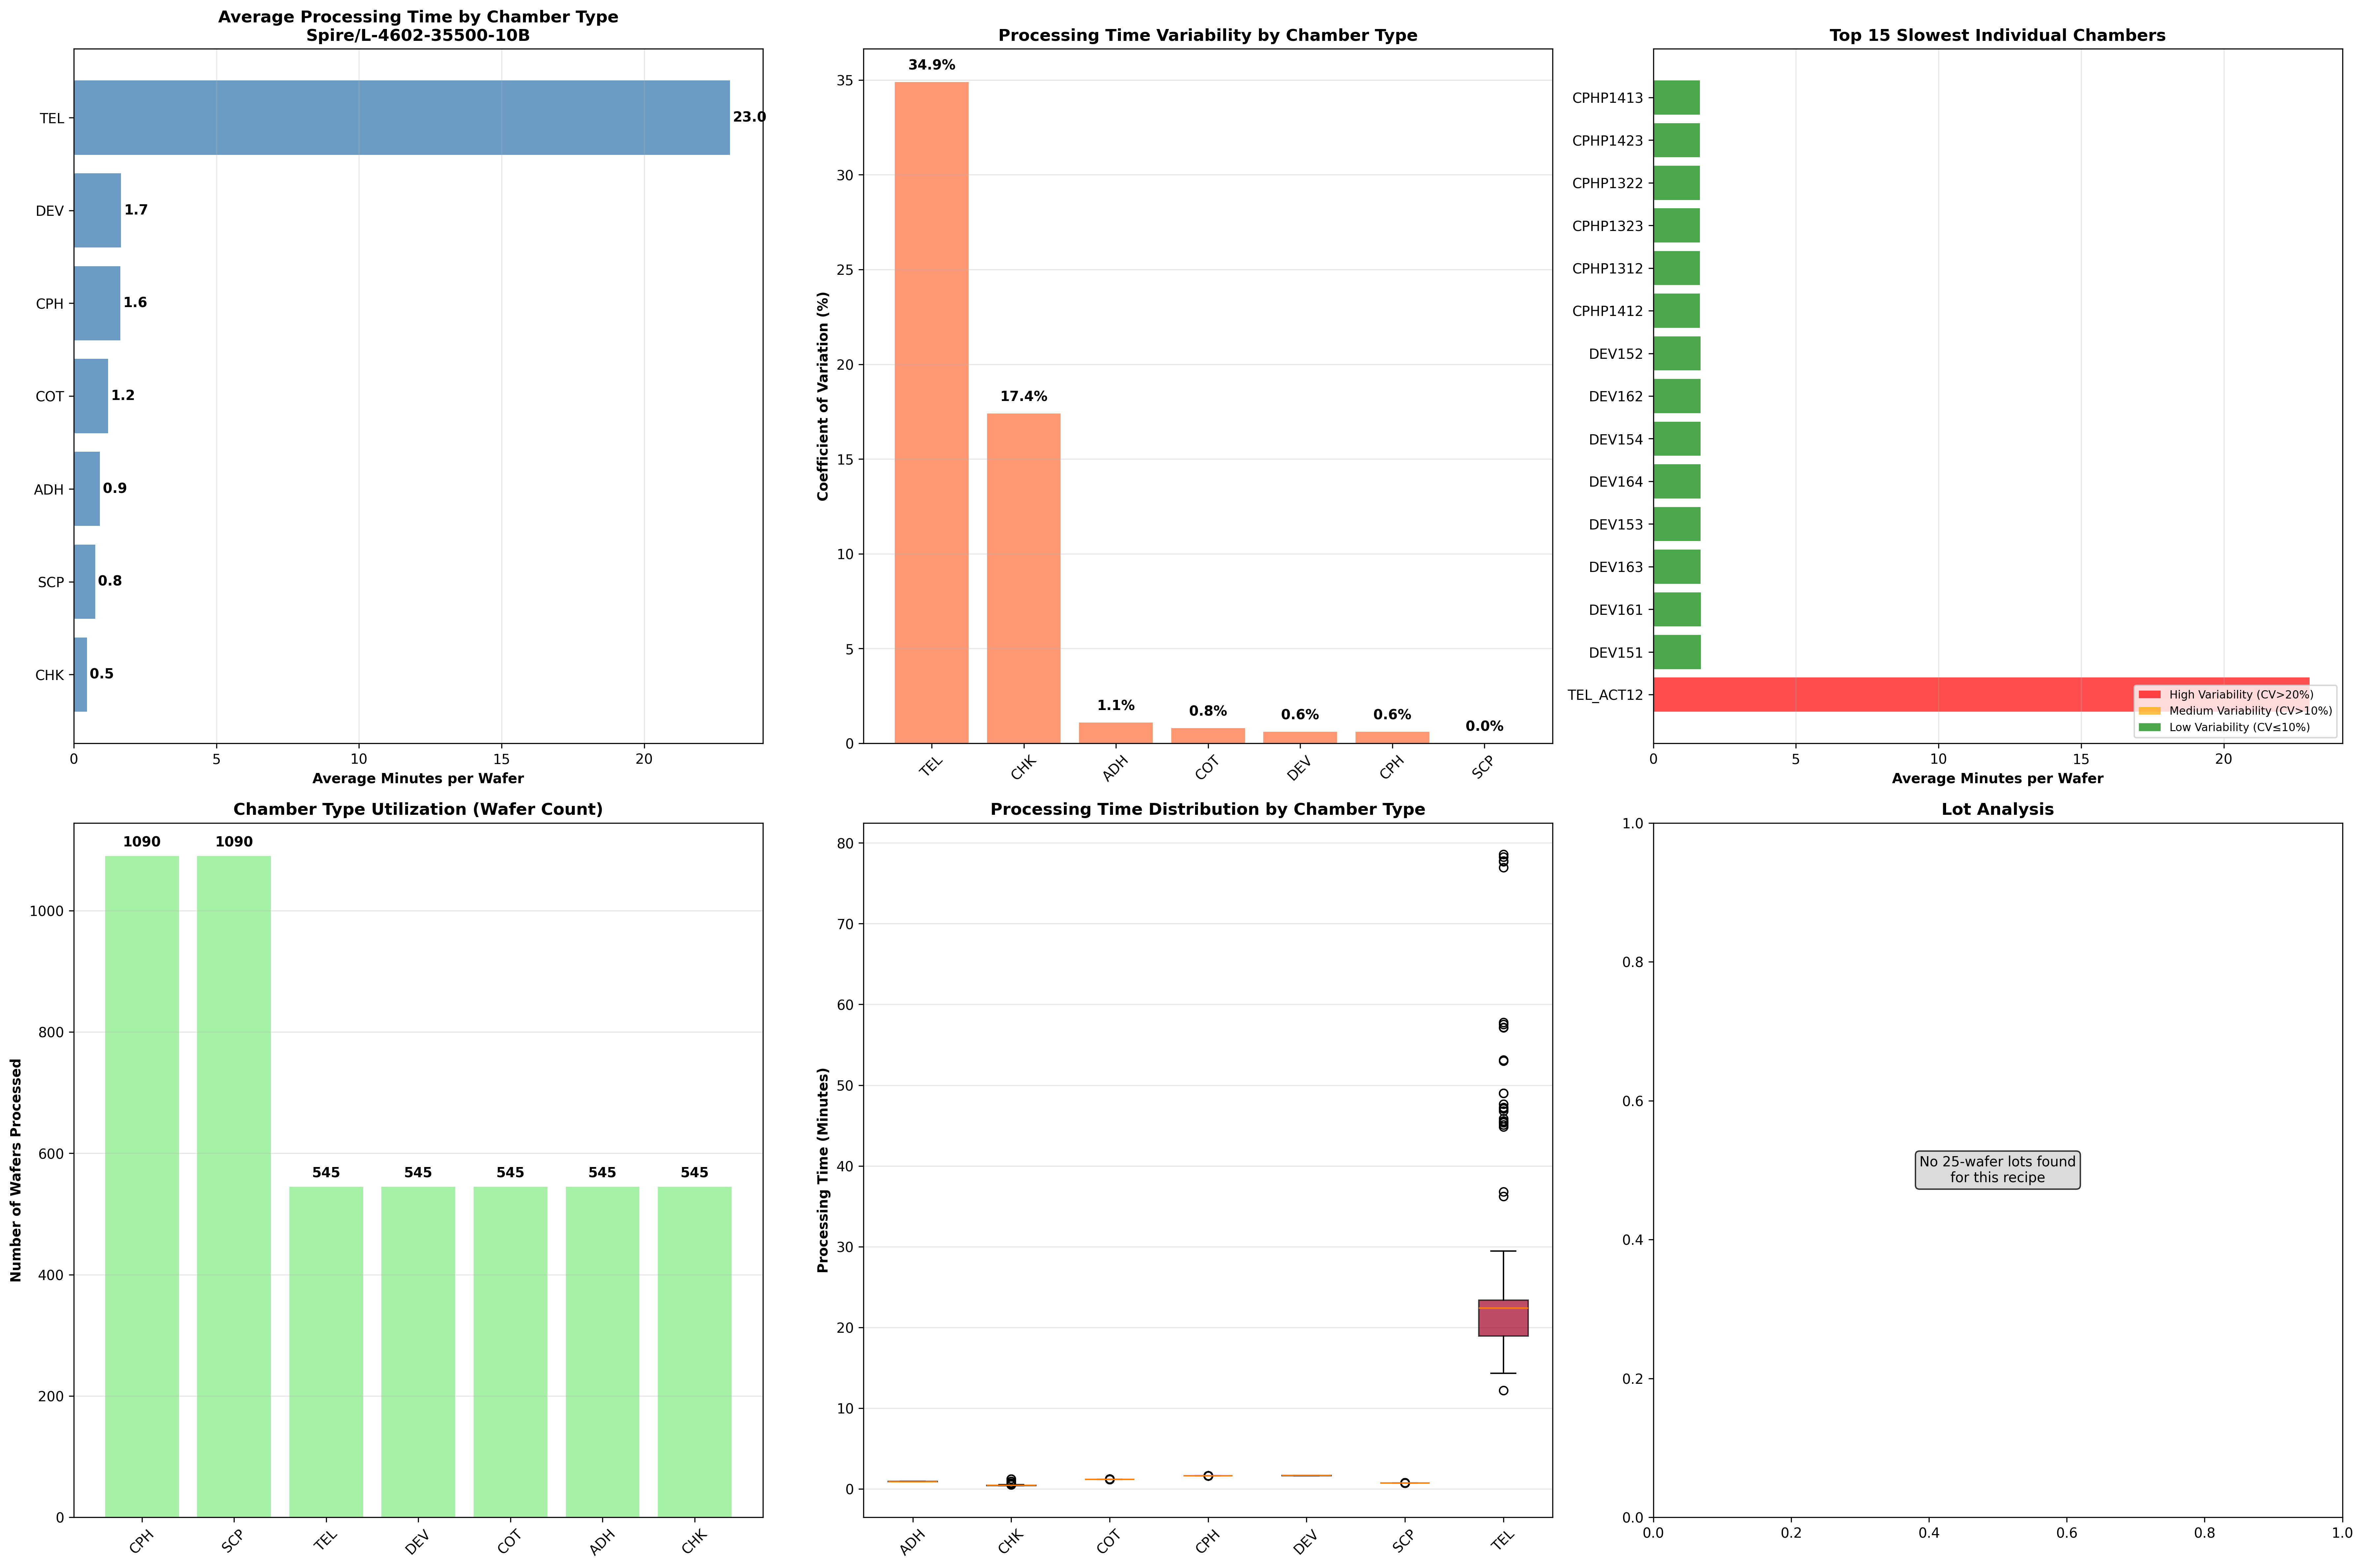 Average Processing Time by Chamber Type
Spire/L-4602-35500-10B
TEL
DEV
CPH
COT
ADH
SCP
CHK
23.0
1.7
1.6
1.2
0.9
0.8
0.5
0 5 10 15 20
Average Minutes per Wafer
Processing Time Variability by Chamber Type
Coefficient of Variation (%)
35
30
25
20
15
10
5
0
34.9%
17.4%
1.1%
0.8%
0.6%
0.6%
0.0%
TEL CHK ADH COT DEV CPH SCP
Top 15 Slowest Individual Chambers
CPHP1413
CPHP1423
CPHP1322
CPHP1323
CPHP1312
CPHP1412
DEV152
DEV162
DEV154
DEV164
DEV153
DEV163
DEV161
DEV151
TEL_ACT12
High Variability (CV>20%)
Medium Variability (CV>10%)
Low Variability (CV≤10%)
0 5 10 15 20
Average Minutes per Wafer
Chamber Type Utilization (Wafer Count)
Number of Wafers Processed
1000
800
600
400
200
0
1090
1090
545
545
545
545
545
CPH SCP TEL DEV COT ADH CHK
Processing Time Distribution by Chamber Type
Processing Time (Minutes)
80
70
60
50
40
30
20
10
0
ADH CHK COT CPH DEV SCP TEL
Lot Analysis
1.0
0.8
0.6
0.4
0.2
0.0
No 25-wafer lots found
for this recipe
0.0 0.2 0.4 0.6 0.8 1.0